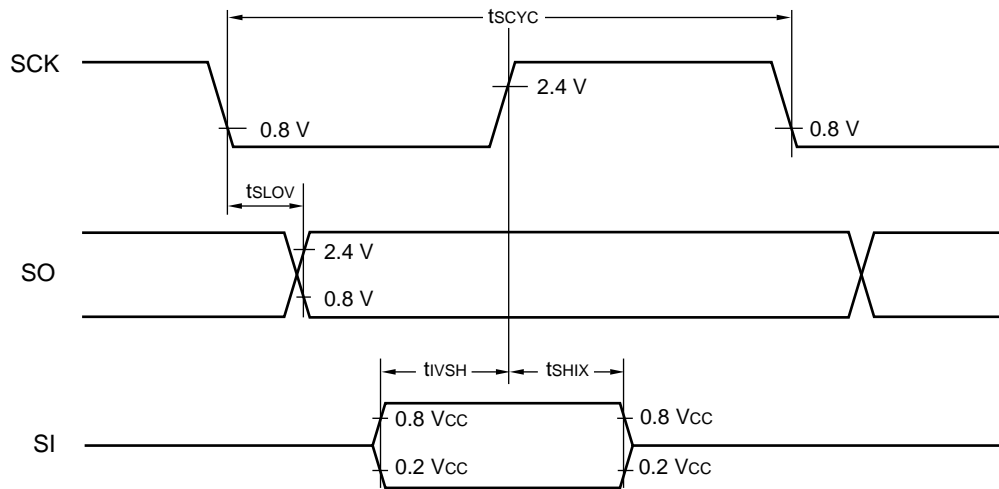 tSCYC
SCK
2.4 V
0.8 V
0.8 V
tSLOV
SO
2.4 V
0.8 V
tIVSH
tSHIX
SI
0.8 VCC
0.8 VCC
0.2 VCC
0.2 VCC